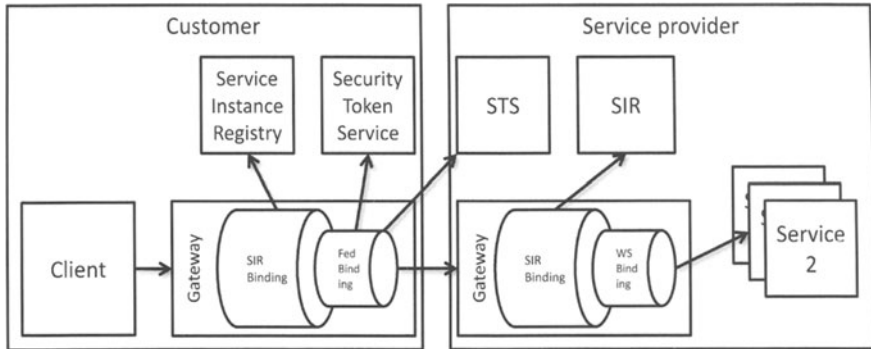 Customer
Service provider
Service
Instance
Registry
Security
Token
Service
STS
SIR
Client
Gateway
SIR
Binding
Fed
Bind
ing
Gateway
SIR
Binding
WS
Bind
ing
S
S
Service
2